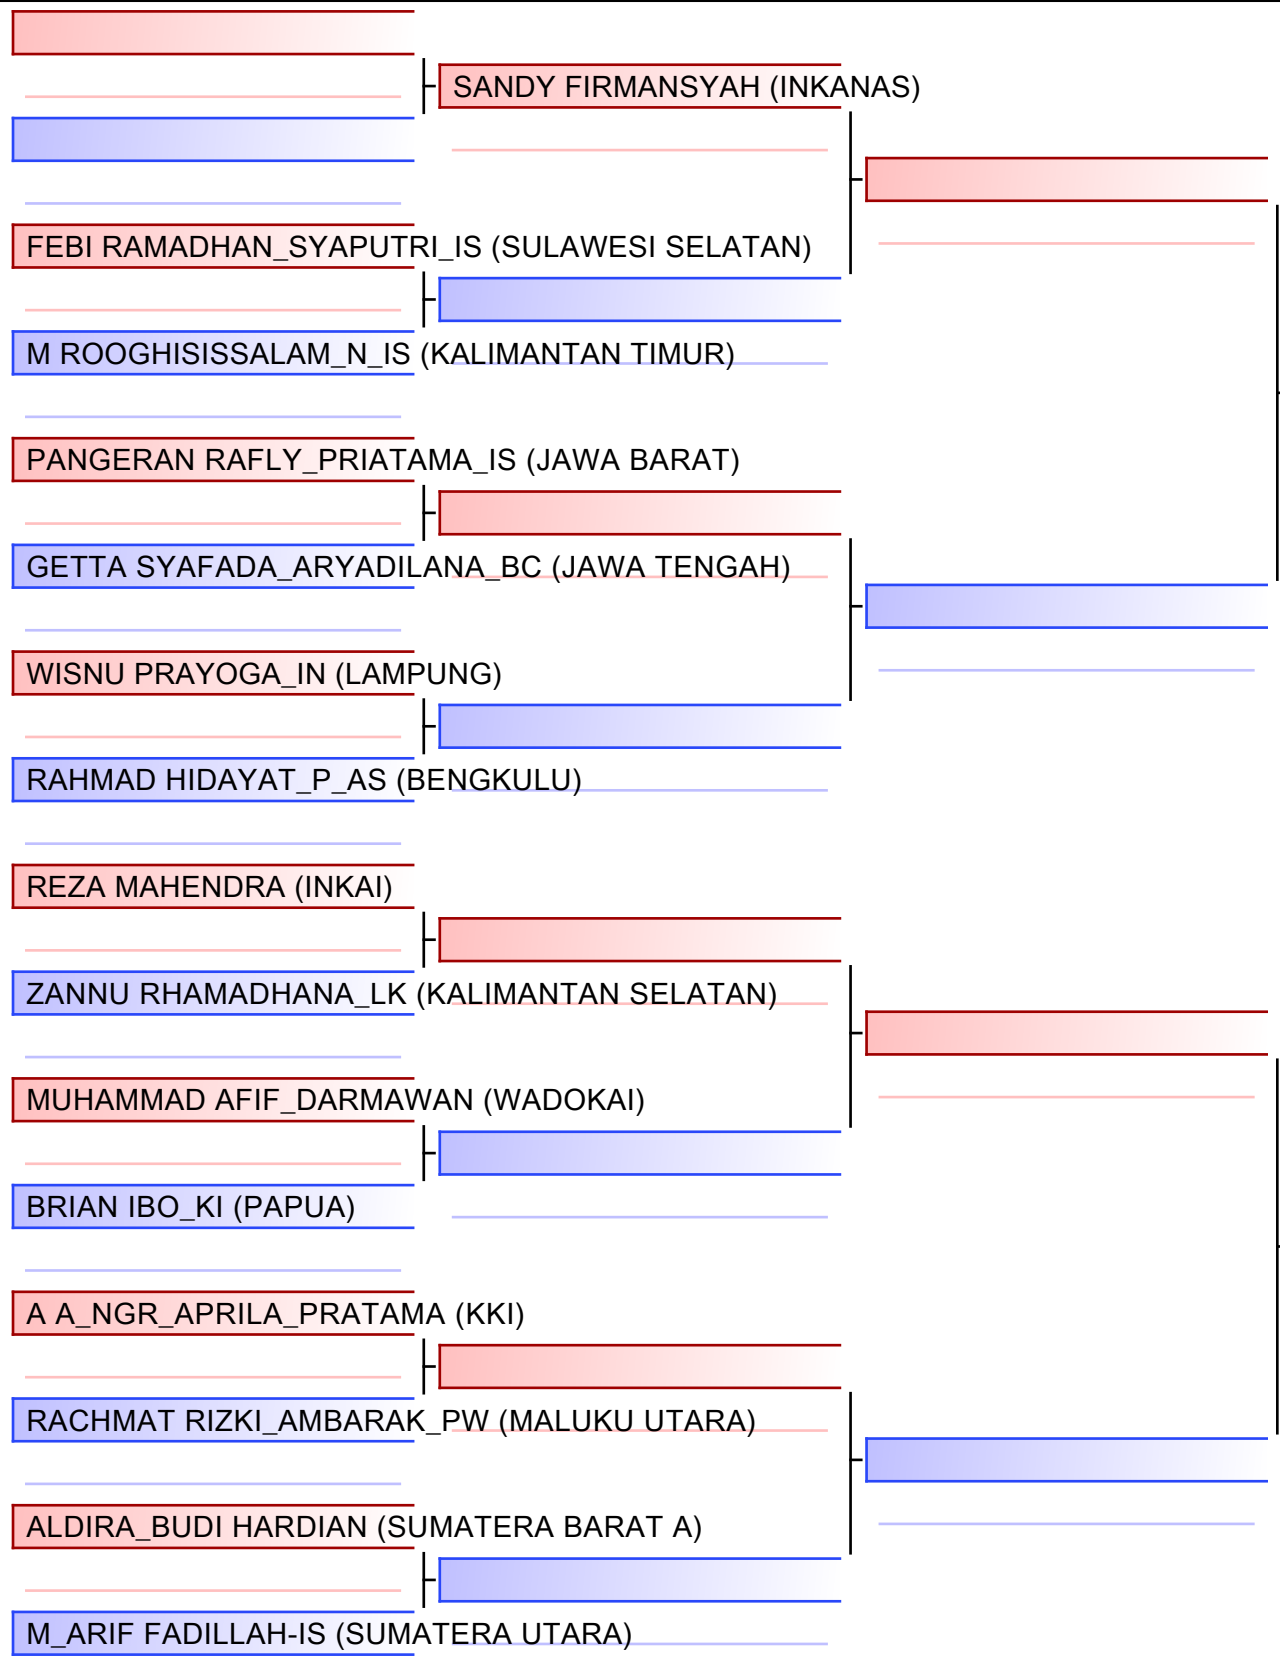 SANDY FIRMANSYAH (INKANAS)
FEBI RAMADHAN_SYAPUTRI_IS (SULAWESI SELATAN)
M ROOGHISISSALAM_N_IS (KALIMANTAN TIMUR)
PANGERAN RAFLY_PRIATAMA_IS (JAWA BARAT)
GETTA SYAFADA_ARYADILANA_BC (JAWA TENGAH)
WISNU PRAYOGA_IN (LAMPUNG)
RAHMAD HIDAYAT_P_AS (BENGKULU)
REZA MAHENDRA (INKAI)
ZANNU RHAMADHANA_LK (KALIMANTAN SELATAN)
MUHAMMAD AFIF_DARMAWAN (WADOKAI)
BRIAN IBO_KI (PAPUA)
A A_NGR_APRILA_PRATAMA (KKI)
RACHMAT RIZKI_AMBARAK_PW (MALUKU UTARA)
ALDIRA_BUDI HARDIAN (SUMATERA BARAT A)
M_ARIF FADILLAH-IS (SUMATERA UTARA)